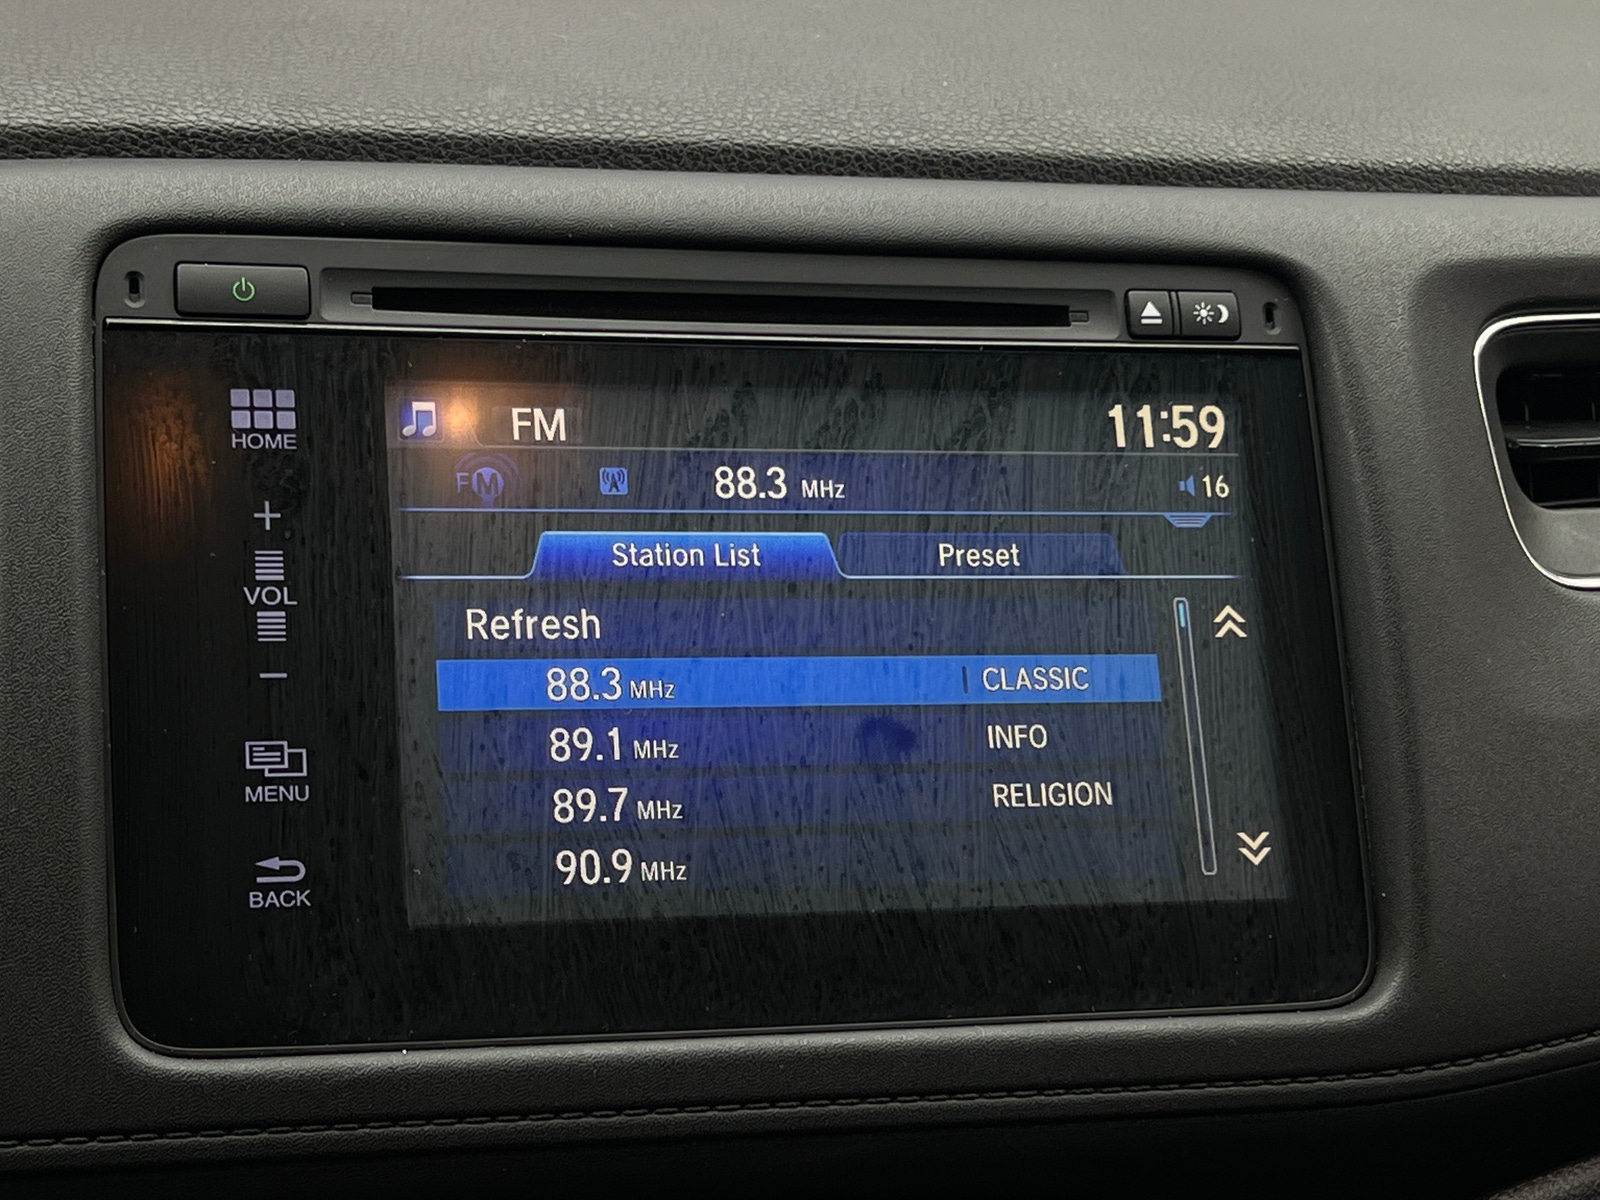 HOME
+
VOL
−
MENU
BACK
FM 11:59
FM 88.3 MHz 16
Station List Preset
Refresh
88.3 MHz CLASSIC
89.1 MHz INFO
89.7 MHz RELIGION
90.9 MHz